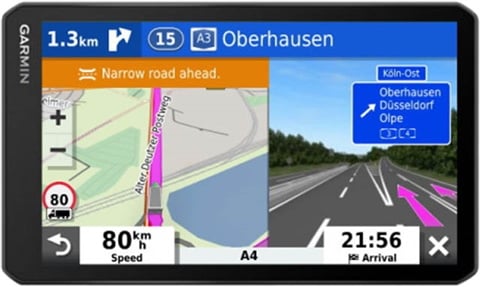 GARMIN
1.3km
15
A3
Oberhausen
Narrow road ahead.
Köln-Ost
Oberhausen
Düsseldorf
Olpe
3 4
Alter Deutzer Postweg
80
80 km/h
Speed
A4
21:56
Arrival